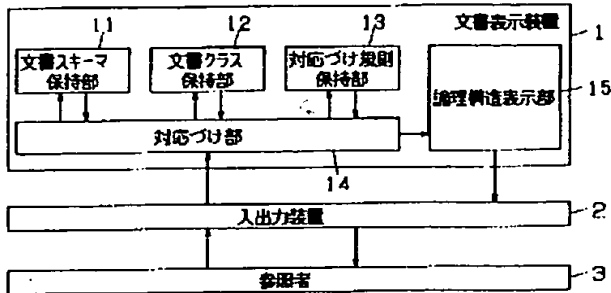 文書表示装置
1
11
12
13
文書スキーマ
保持部
文書クラス
保持部
対応づけ規則
保持部
15
論理構造表示部
対応づけ部
14
入出力装置
2
参照者
3